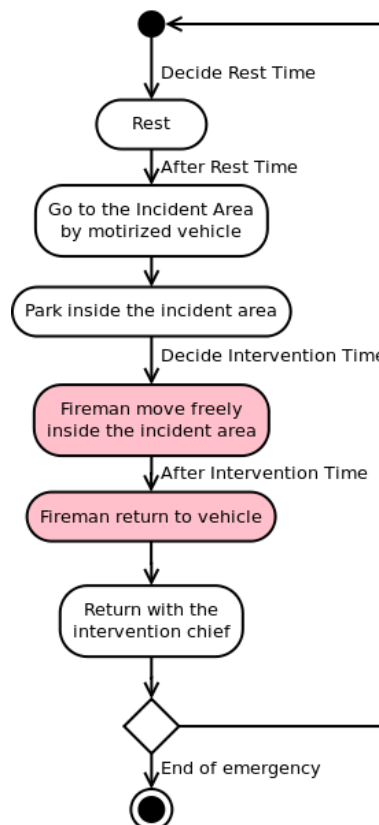 Decide Rest Time
Rest
After Rest Time
Go to the Incident Area
by motirized vehicle
Park inside the incident area
Decide Intervention Time
Fireman move freely
inside the incident area
After Intervention Time
Fireman return to vehicle
Return with the
intervention chief
End of emergency